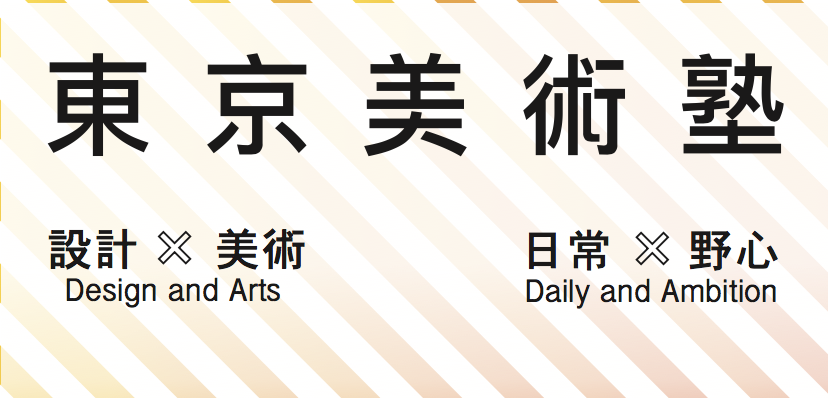 東京美術塾
設計 × 美術
Design and Arts
日常 × 野心
Daily and Ambition